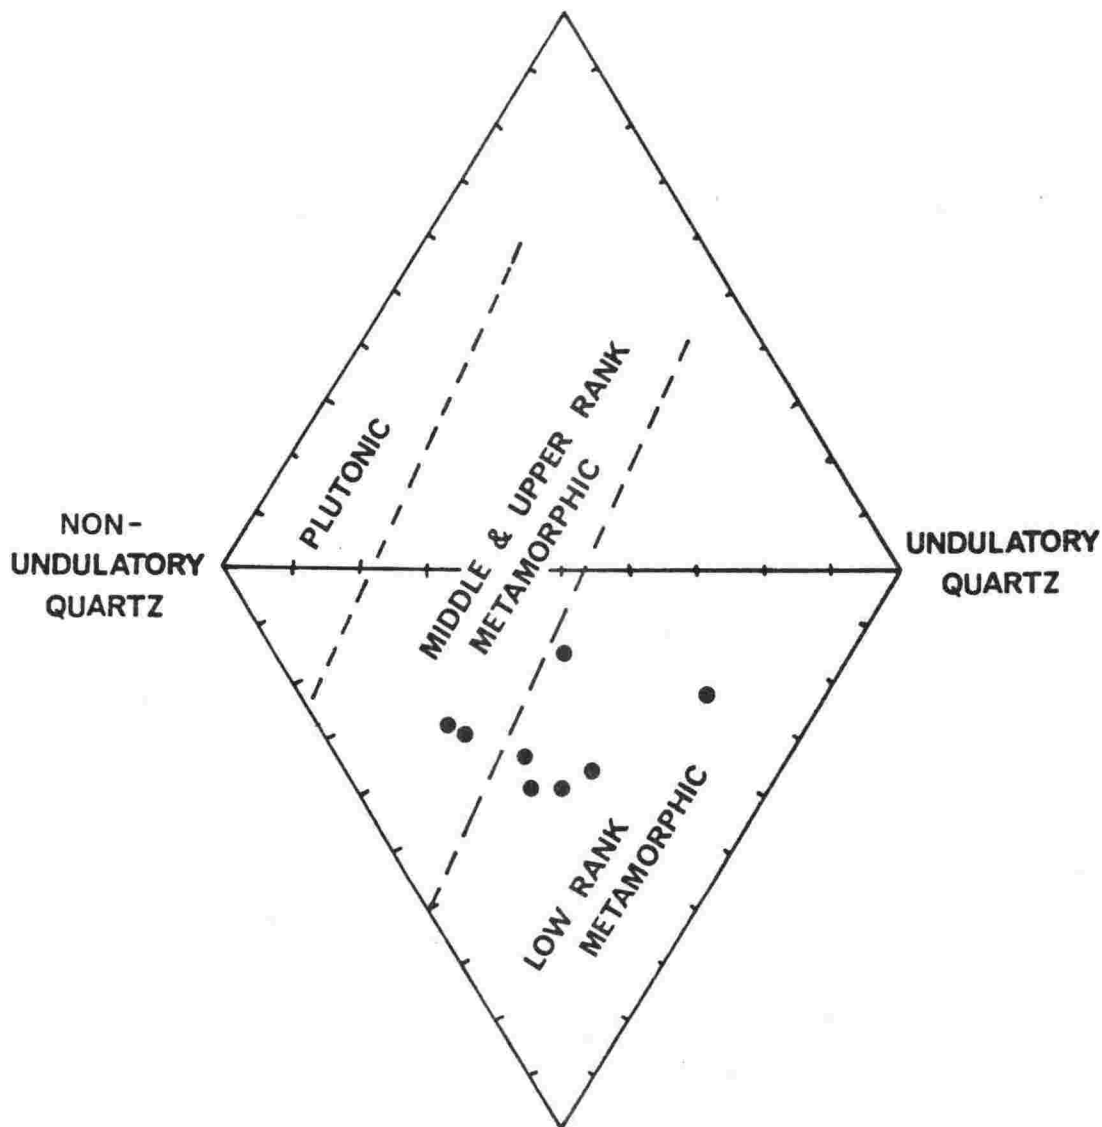 NON-
UNDULATORY
QUARTZ
PLUTONIC
MIDDLE & UPPER RANK
METAMORPHIC
UNDULATORY
QUARTZ
LOW RANK
METAMORPHIC